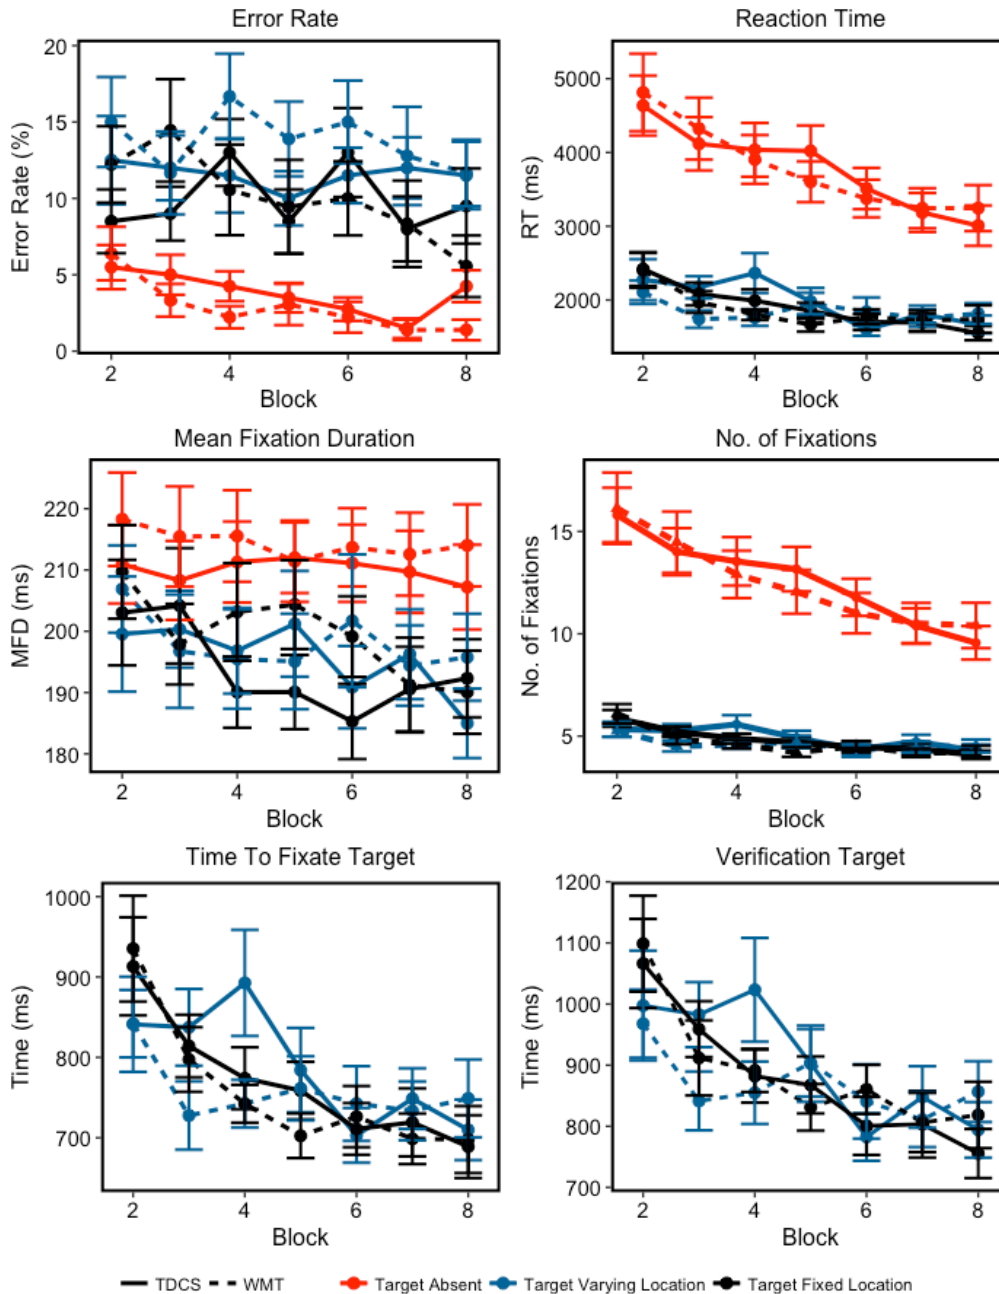 Error Rate
Reaction Time
20
15
10
5
0
Error Rate (%)
2 4 6 8
Block
5000
4000
3000
2000
RT (ms)
2 4 6 8
Block
Mean Fixation Duration
No. of Fixations
220
210
200
190
180
MFD (ms)
2 4 6 8
Block
15
10
5
No. of Fixations
2 4 6 8
Block
Time To Fixate Target
Verification Target
1000
900
800
700
Time (ms)
2 4 6 8
Block
1200
1100
1000
900
800
700
Time (ms)
2 4 6 8
Block
TDCS WMT Target Absent Target Varying Location Target Fixed Location